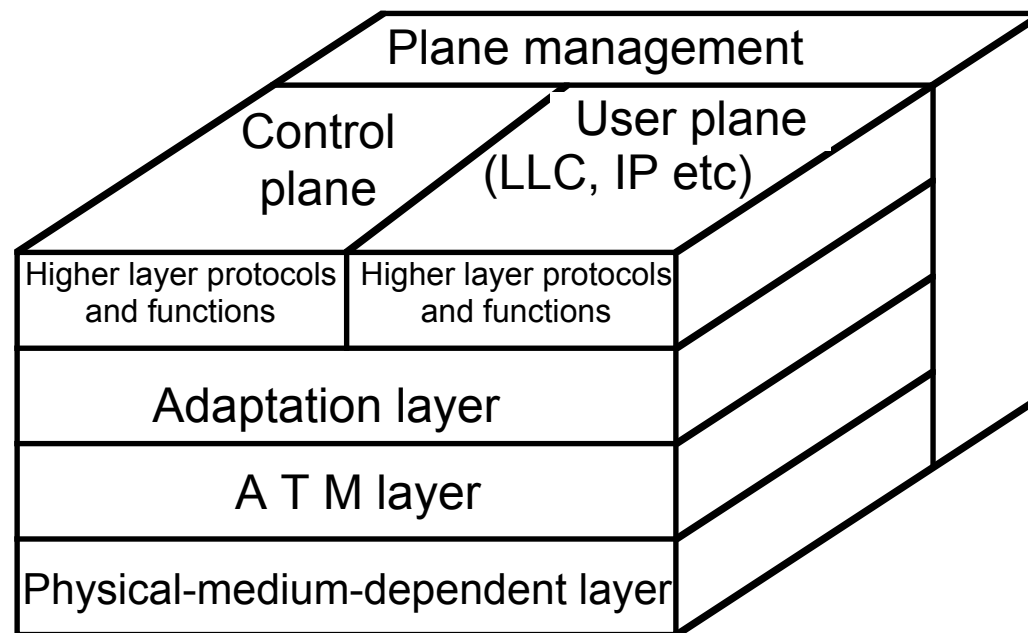 Plane management
Control
plane
User plane
(LLC, IP etc)
Higher layer protocols
and functions
Higher layer protocols
and functions
Adaptation layer
A T M layer
Physical-medium-dependent layer